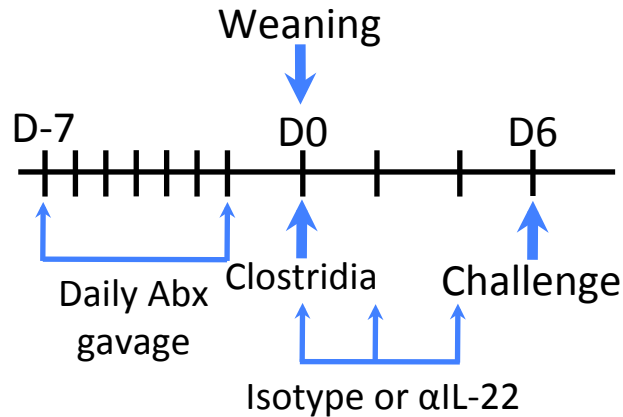 Weaning
D-7
D0
D6
Daily Abx
gavage
Clostridia
Challenge
Isotype or αIL-22